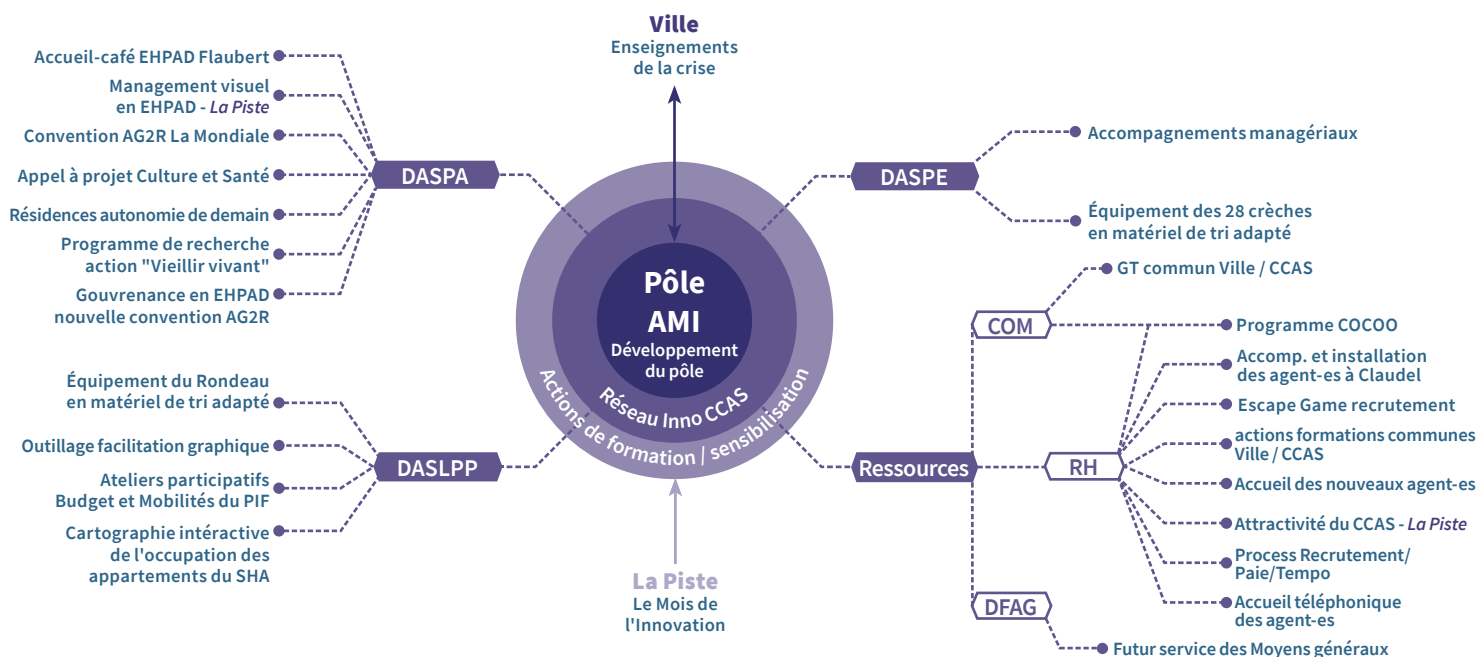 Ville
Enseignements
de la crise
Accueil-café EHPAD Flaubert
Management visuel
en EHPAD - La Piste
Convention AG2R La Mondiale
Appel à projet Culture et Santé
Résidences autonomie de demain
Programme de recherche
action "Vieillir vivant"
Gouvrenance en EHPAD
nouvelle convention AG2R
DASPA
Équipement du Rondeau
en matériel de tri adapté
Outillage facilitation graphique
Ateliers participatifs
Budget et Mobilités du PIF
Cartographie intéractive
de l'occupation des
appartements du SHA
DASLPP
Pôle
AMI
Développement
du pôle
Réseau Inno CCAS
Actions de formation / sensibilisation
La Piste
Le Mois de
l'Innovation
DASPE
Accompagnements managériaux
Équipement des 28 crèches
en matériel de tri adapté
Ressources
COM
GT commun Ville / CCAS
Programme COCOO
RH
Accomp. et installation
des agent-es à Claudel
Escape Game recrutement
actions formations communes
Ville / CCAS
Accueil des nouveaux agent-es
Attractivité du CCAS - La Piste
Process Recrutement/
Paie/Tempo
Accueil téléphonique
des agent-es
DFAG
Futur service des Moyens généraux